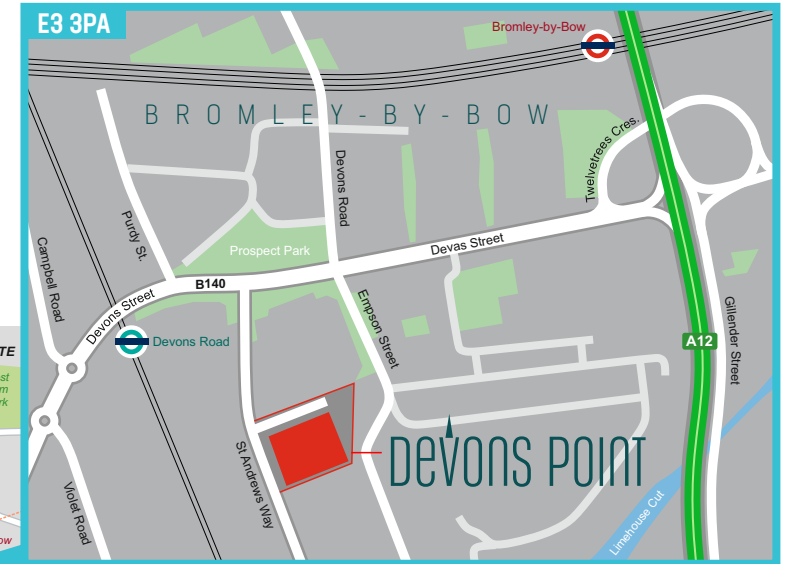 E3 3PA
Bromley-by-Bow
BROMLEY-BY-BOW
Twelvetrees Cres.
Devons Road
Purdy St.
Prospect Park
Devas Street
Campbell Road
B140
Devons Street
Empson Street
Devons Road
A12
Gillender Street
St Andrews Way
DEVONS POINT
Violet Road
Limehouse Cut